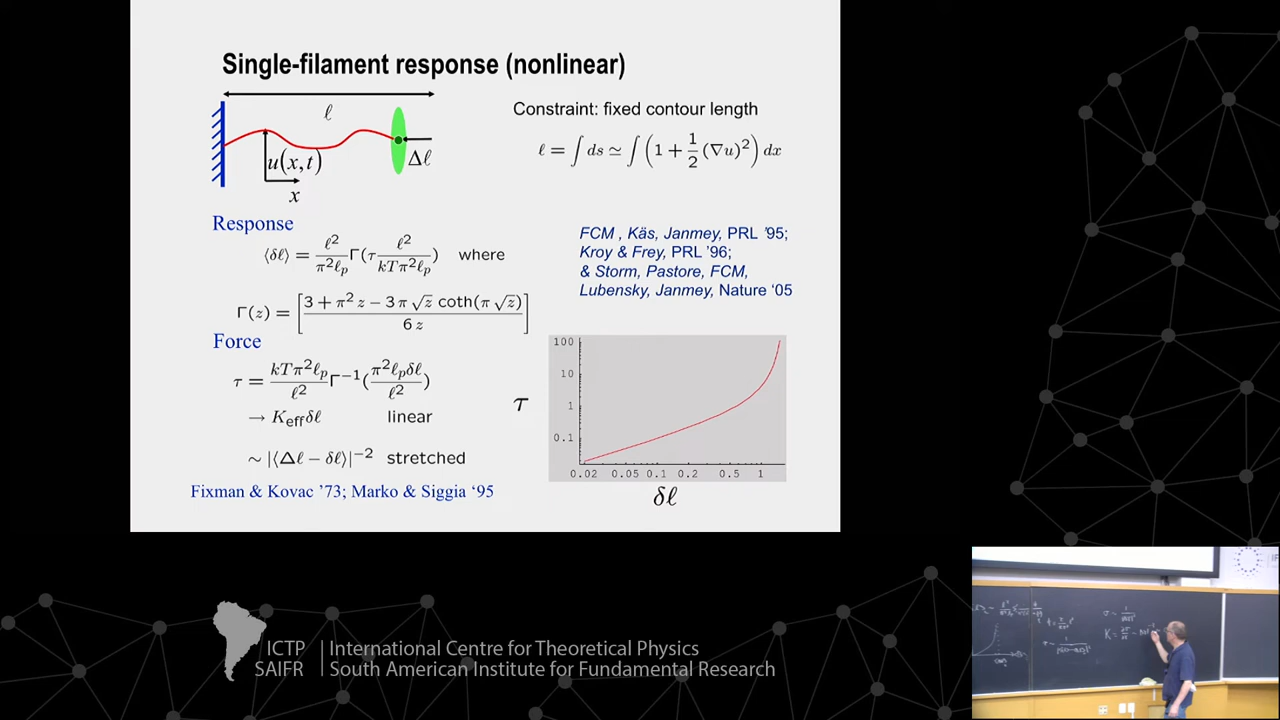 Single-filament response (nonlinear)
ℓ
Δℓ
u(x,t)
x
Constraint: fixed contour length
ℓ = ∫ ds ≃ ∫ (1 + 1/2 (∇u)²) dx
Response
⟨δℓ⟩ = ℓ²/(π²ℓₚ) Γ(τ ℓ²/(kTπ²ℓₚ)) where
Γ(z) = [(3 + π² z − 3 π √z coth(π √z))/(6 z)]
FCM , Käs, Janmey, PRL '95;
Kroy & Frey, PRL '96;
& Storm, Pastore, FCM,
Lubensky, Janmey, Nature '05
Force
τ = (kTπ²ℓₚ/ℓ²) Γ⁻¹(π²ℓₚδℓ/ℓ²)
→ K_eff δℓ linear
∼ |⟨Δℓ − δℓ⟩|⁻² stretched
Fixman & Kovac '73; Marko & Siggia '95
100
10
1
0.1
τ
0.02 0.05 0.1 0.2 0.5 1
δℓ
ICTP
SAIFR
International Centre for Theoretical Physics
South American Institute for Fundamental Research